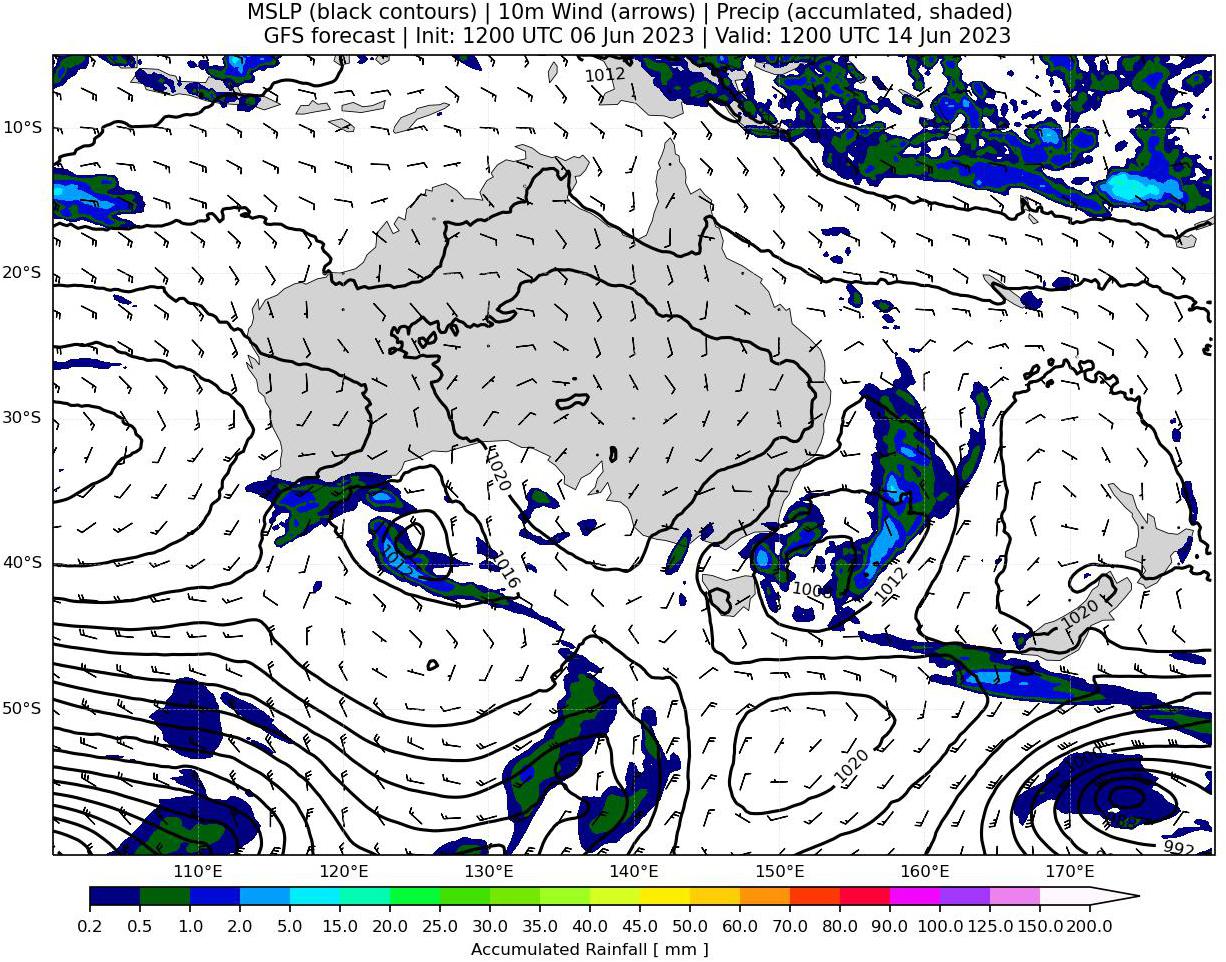 MSLP (black contours) | 10m Wind (arrows) | Precip (accumlated, shaded)
GFS forecast | Init: 1200 UTC 06 Jun 2023 | Valid: 1200 UTC 14 Jun 2023
1012
10°S
20°S
30°S
1020
40°S
1012
1016
1012
1020
50°S
1020
1000
992
110°E 120°E 130°E 140°E 150°E 160°E 170°E
0.2 0.5 1.0 2.0 5.0 10.0 15.0 20.0 25.0 30.0 35.0 40.0 45.0 50.0 60.0 70.0 80.0 90.0 100.0 125.0 150.0 200.0
Accumulated Rainfall [ mm ]